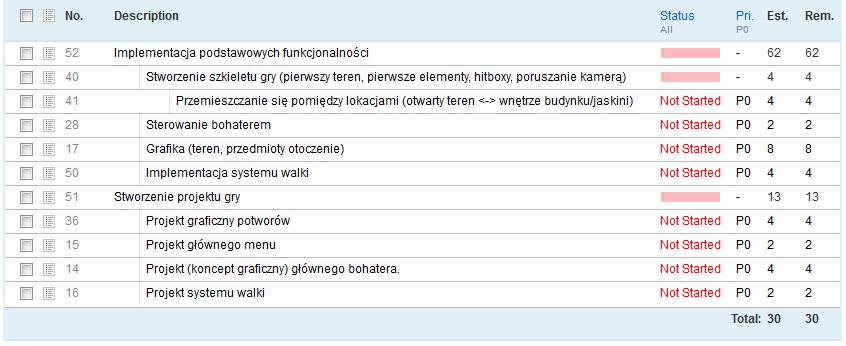 No. Description Status Pri. Est. Rem.
All P0
52 Implementacja podstawowych funkcjonalności - 62 62
40 Stworzenie szkieletu gry (pierwszy teren, pierwsze elementy, hitboxy, poruszanie kamerą) - 4 4
41 Przemieszczanie się pomiędzy lokacjami (otwarty teren <-> wnętrze budynku/jaskini) Not Started P0 4 4
28 Sterowanie bohaterem Not Started P0 2 2
17 Grafika (teren, przedmioty otoczenie) Not Started P0 8 8
50 Implementacja systemu walki Not Started P0 4 4
51 Stworzenie projektu gry - 13 13
36 Projekt graficzny potworów Not Started P0 4 4
15 Projekt głównego menu Not Started P0 2 2
14 Projekt (koncept graficzny) głównego bohatera. Not Started P0 4 4
16 Projekt systemu walki Not Started P0 2 2
Total: 30 30